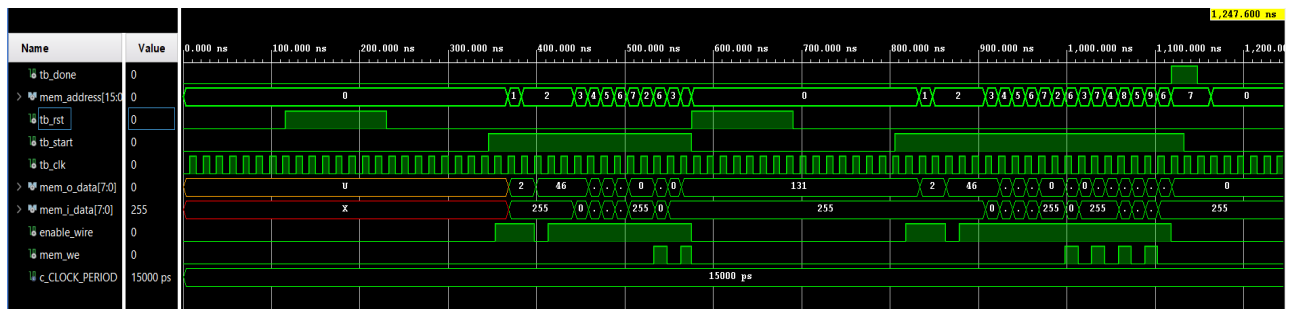 1,247.600 ns
Name Value 0.000 ns 100.000 ns 200.000 ns 300.000 ns 400.000 ns 500.000 ns 600.000 ns 700.000 ns 800.000 ns 900.000 ns 1,000.000 ns 1,100.000 ns 1,200.0
tb_done 0
mem_address[15:0 0 0 1 2 3 4 5 6 7 2 6 3 0 1 2 3 4 5 6 7 2 6 3 7 4 8 5 9 6 7 0
tb_rst 0
tb_start 0
tb_clk 0
mem_o_data[7:0] 0 U 2 46 . . . 0 . 0 131 2 46 . . . 0 . 0 . . . . . 0
mem_i_data[7:0] 255 X 255 0 . . . 255 0 255 0 . . . 255 0 255 . . . 255
enable_wire 0
mem_we 0
c_CLOCK_PERIOD 15000 ps 15000 ps